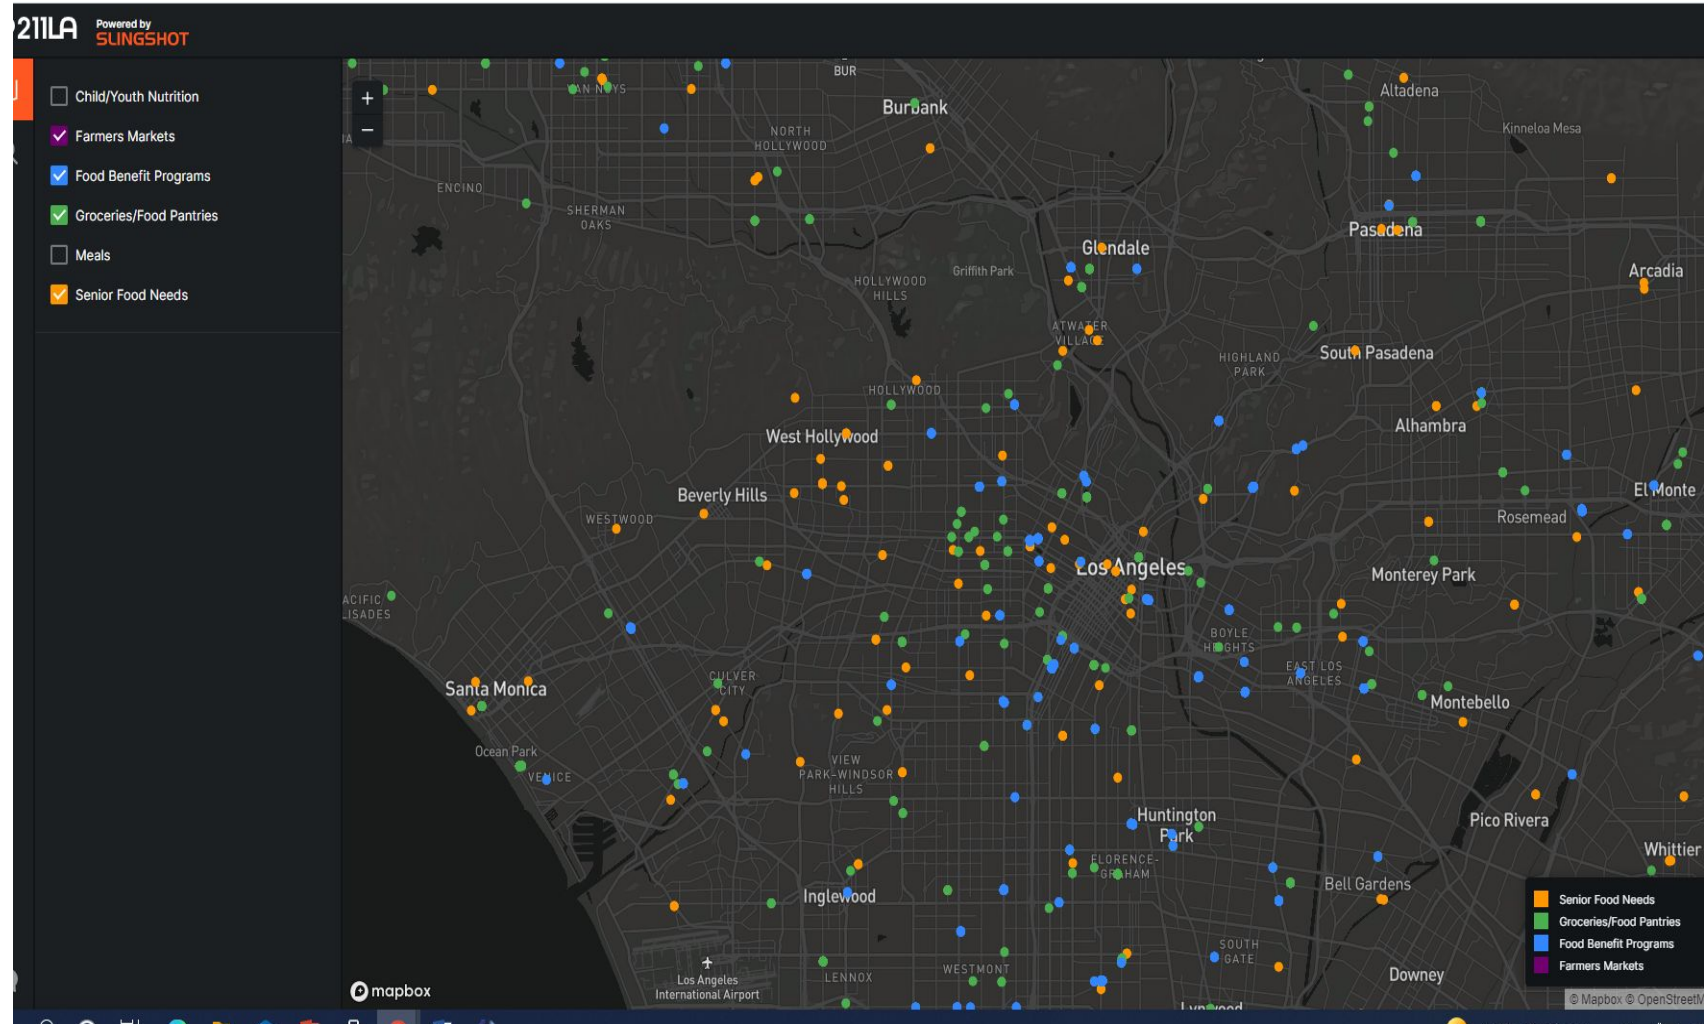 211LA
Powered by
SLINGSHOT
Child/Youth Nutrition
Farmers Markets
Food Benefit Programs
Groceries/Food Pantries
Meals
Senior Food Needs
+
−
BUR
VAN NUYS
Burbank
Altadena
NORTH
HOLLYWOOD
Kinneloa Mesa
ENCINO
SHERMAN
OAKS
Pasadena
Glendale
Griffith Park
HOLLYWOOD
HILLS
Arcadia
ATWATER
VILLAGE
HIGHLAND
PARK
South Pasadena
HOLLYWOOD
West Hollywood
Alhambra
Beverly Hills
El Monte
WESTWOOD
Rosemead
Los Angeles
Monterey Park
ACIFIC
LISADES
BOYLE
HEIGHTS
EAST LOS
ANGELES
CULVER
CITY
Santa Monica
Montebello
Ocean Park
VENICE
VIEW
PARK-WINDSOR
HILLS
Huntington
Park
Pico Rivera
Whittier
FLORENCE-
GRAHAM
Bell Gardens
Inglewood
Senior Food Needs
Groceries/Food Pantries
Food Benefit Programs
Farmers Markets
SOUTH
GATE
Los Angeles
International Airport
LENNOX
WESTMONT
Downey
mapbox
Lynwood
© Mapbox © OpenStreetM